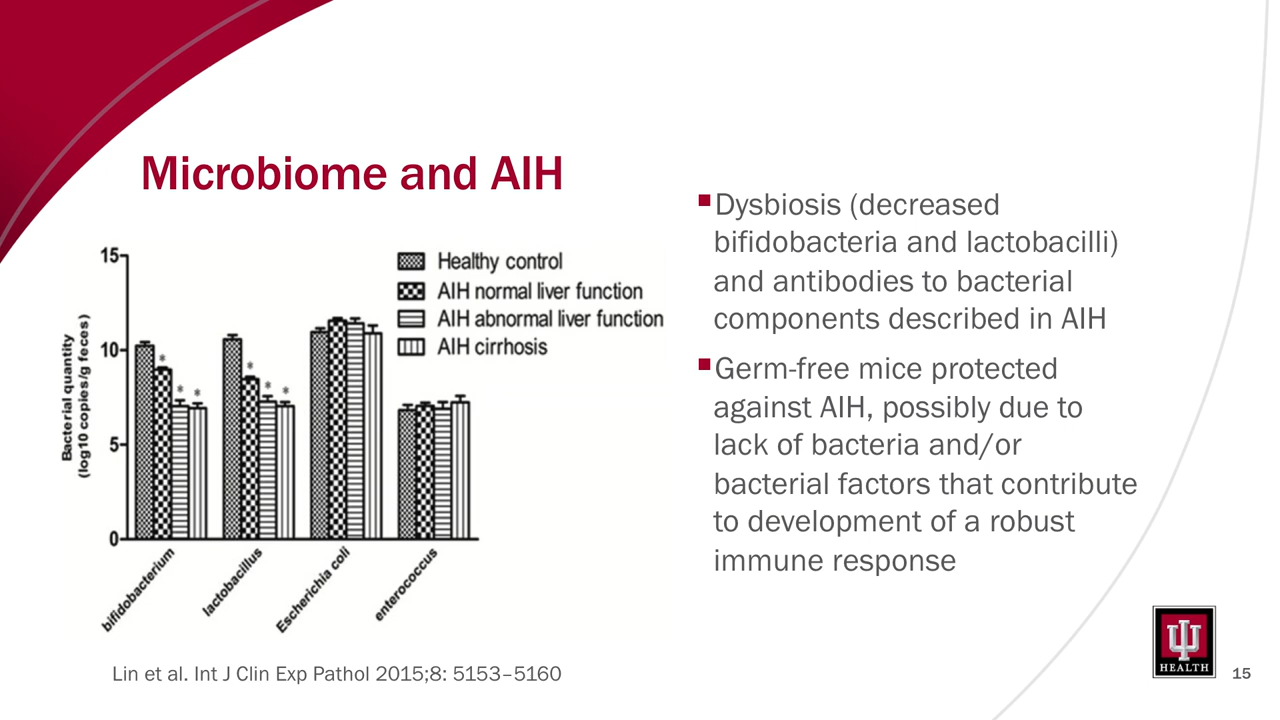 Microbiome and AIH
15
10
5
0
Bacterial quantity
(log10 copies/g feces)
* * *
* * *
Healthy control
AIH normal liver function
AIH abnormal liver function
AIH cirrhosis
bifidobacterium
lactobacillus
Escherichia coli
enterococcus
Lin et al. Int J Clin Exp Pathol 2015;8: 5153–5160
▪Dysbiosis (decreased
bifidobacteria and lactobacilli)
and antibodies to bacterial
components described in AIH
▪Germ-free mice protected
against AIH, possibly due to
lack of bacteria and/or
bacterial factors that contribute
to development of a robust
immune response
HEALTH
15